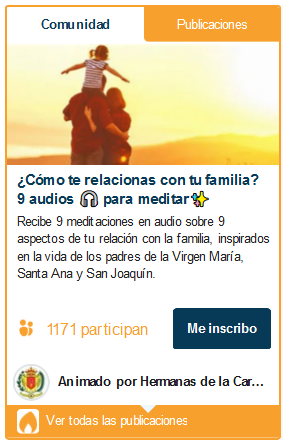 Comunidad
Publicaciones
¿Cómo te relacionas con tu familia?
9 audios 🎧 para meditar✨
Recibe 9 meditaciones en audio sobre 9
aspectos de tu relación con la familia, inspirados
en la vida de los padres de la Virgen María,
Santa Ana y San Joaquín.
1171 participan
Me inscribo
Animado por Hermanas de la Car...
Ver todas las publicaciones